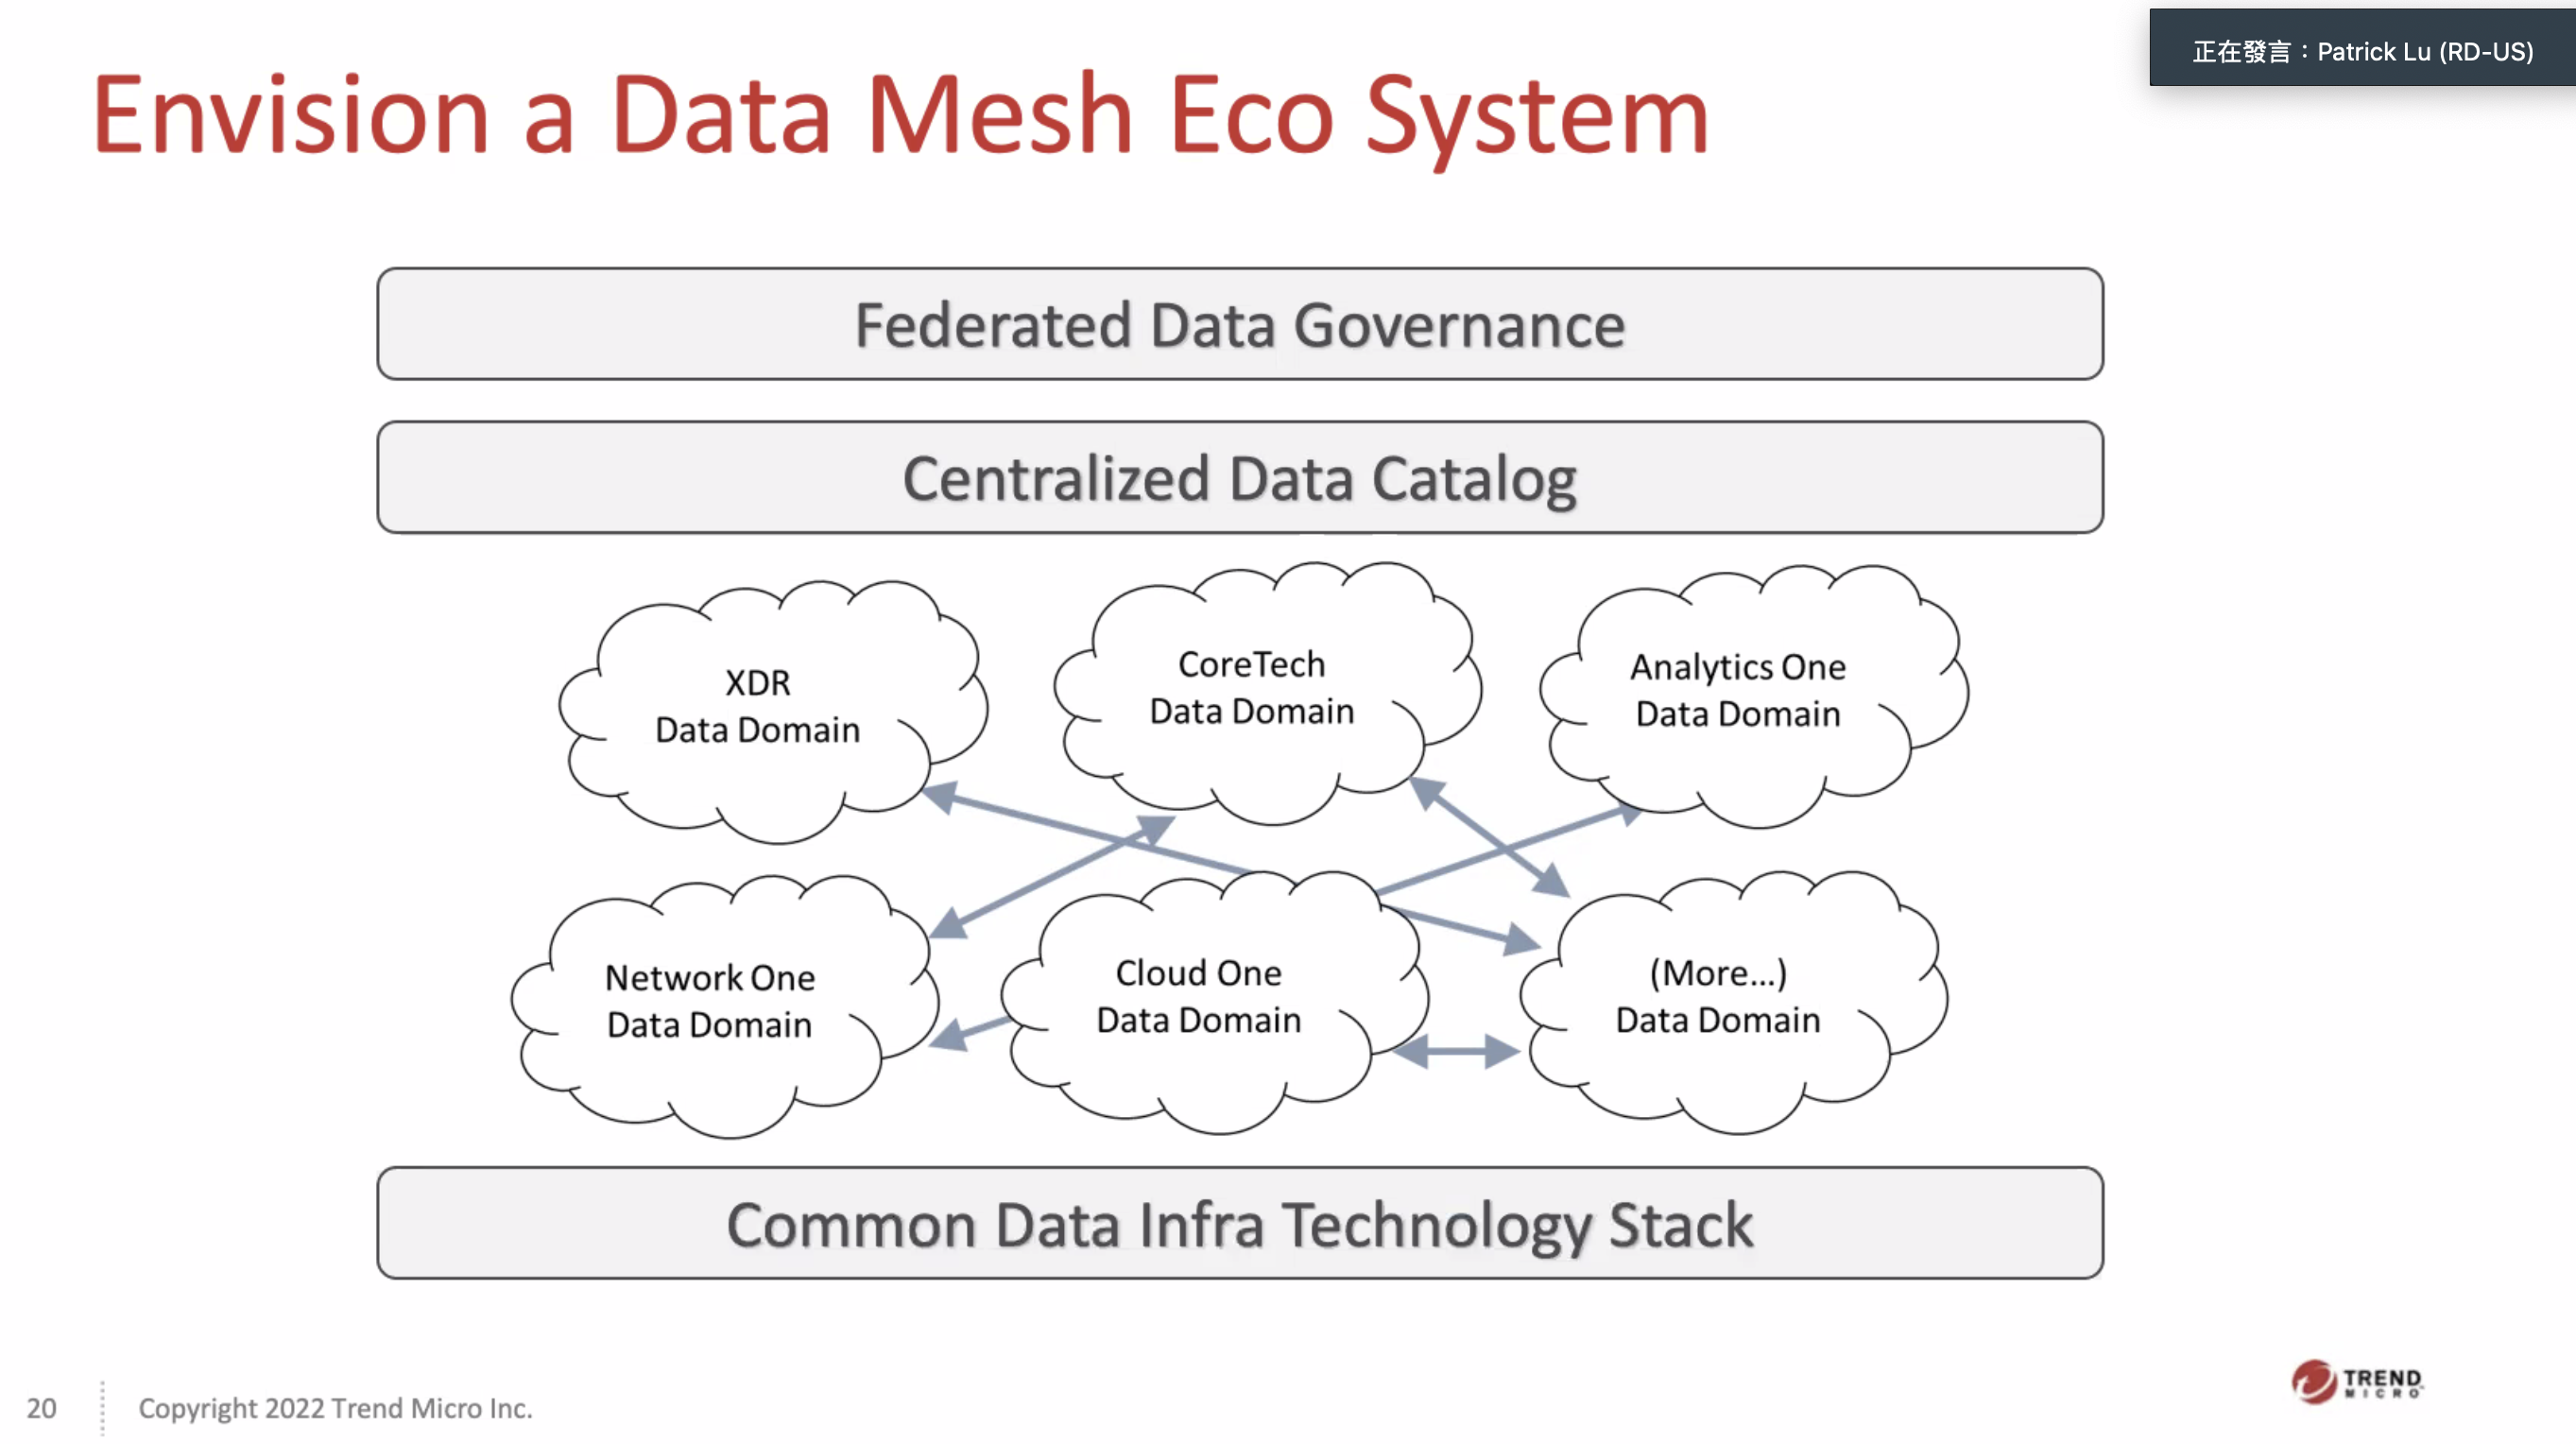 正在發言：Patrick Lu (RD-US)
Envision a Data Mesh Eco System
Federated Data Governance
Centralized Data Catalog
XDR
Data Domain
CoreTech
Data Domain
Analytics One
Data Domain
Network One
Data Domain
Cloud One
Data Domain
(More...)
Data Domain
Common Data Infra Technology Stack
20
Copyright 2022 Trend Micro Inc.
TREND
MICRO